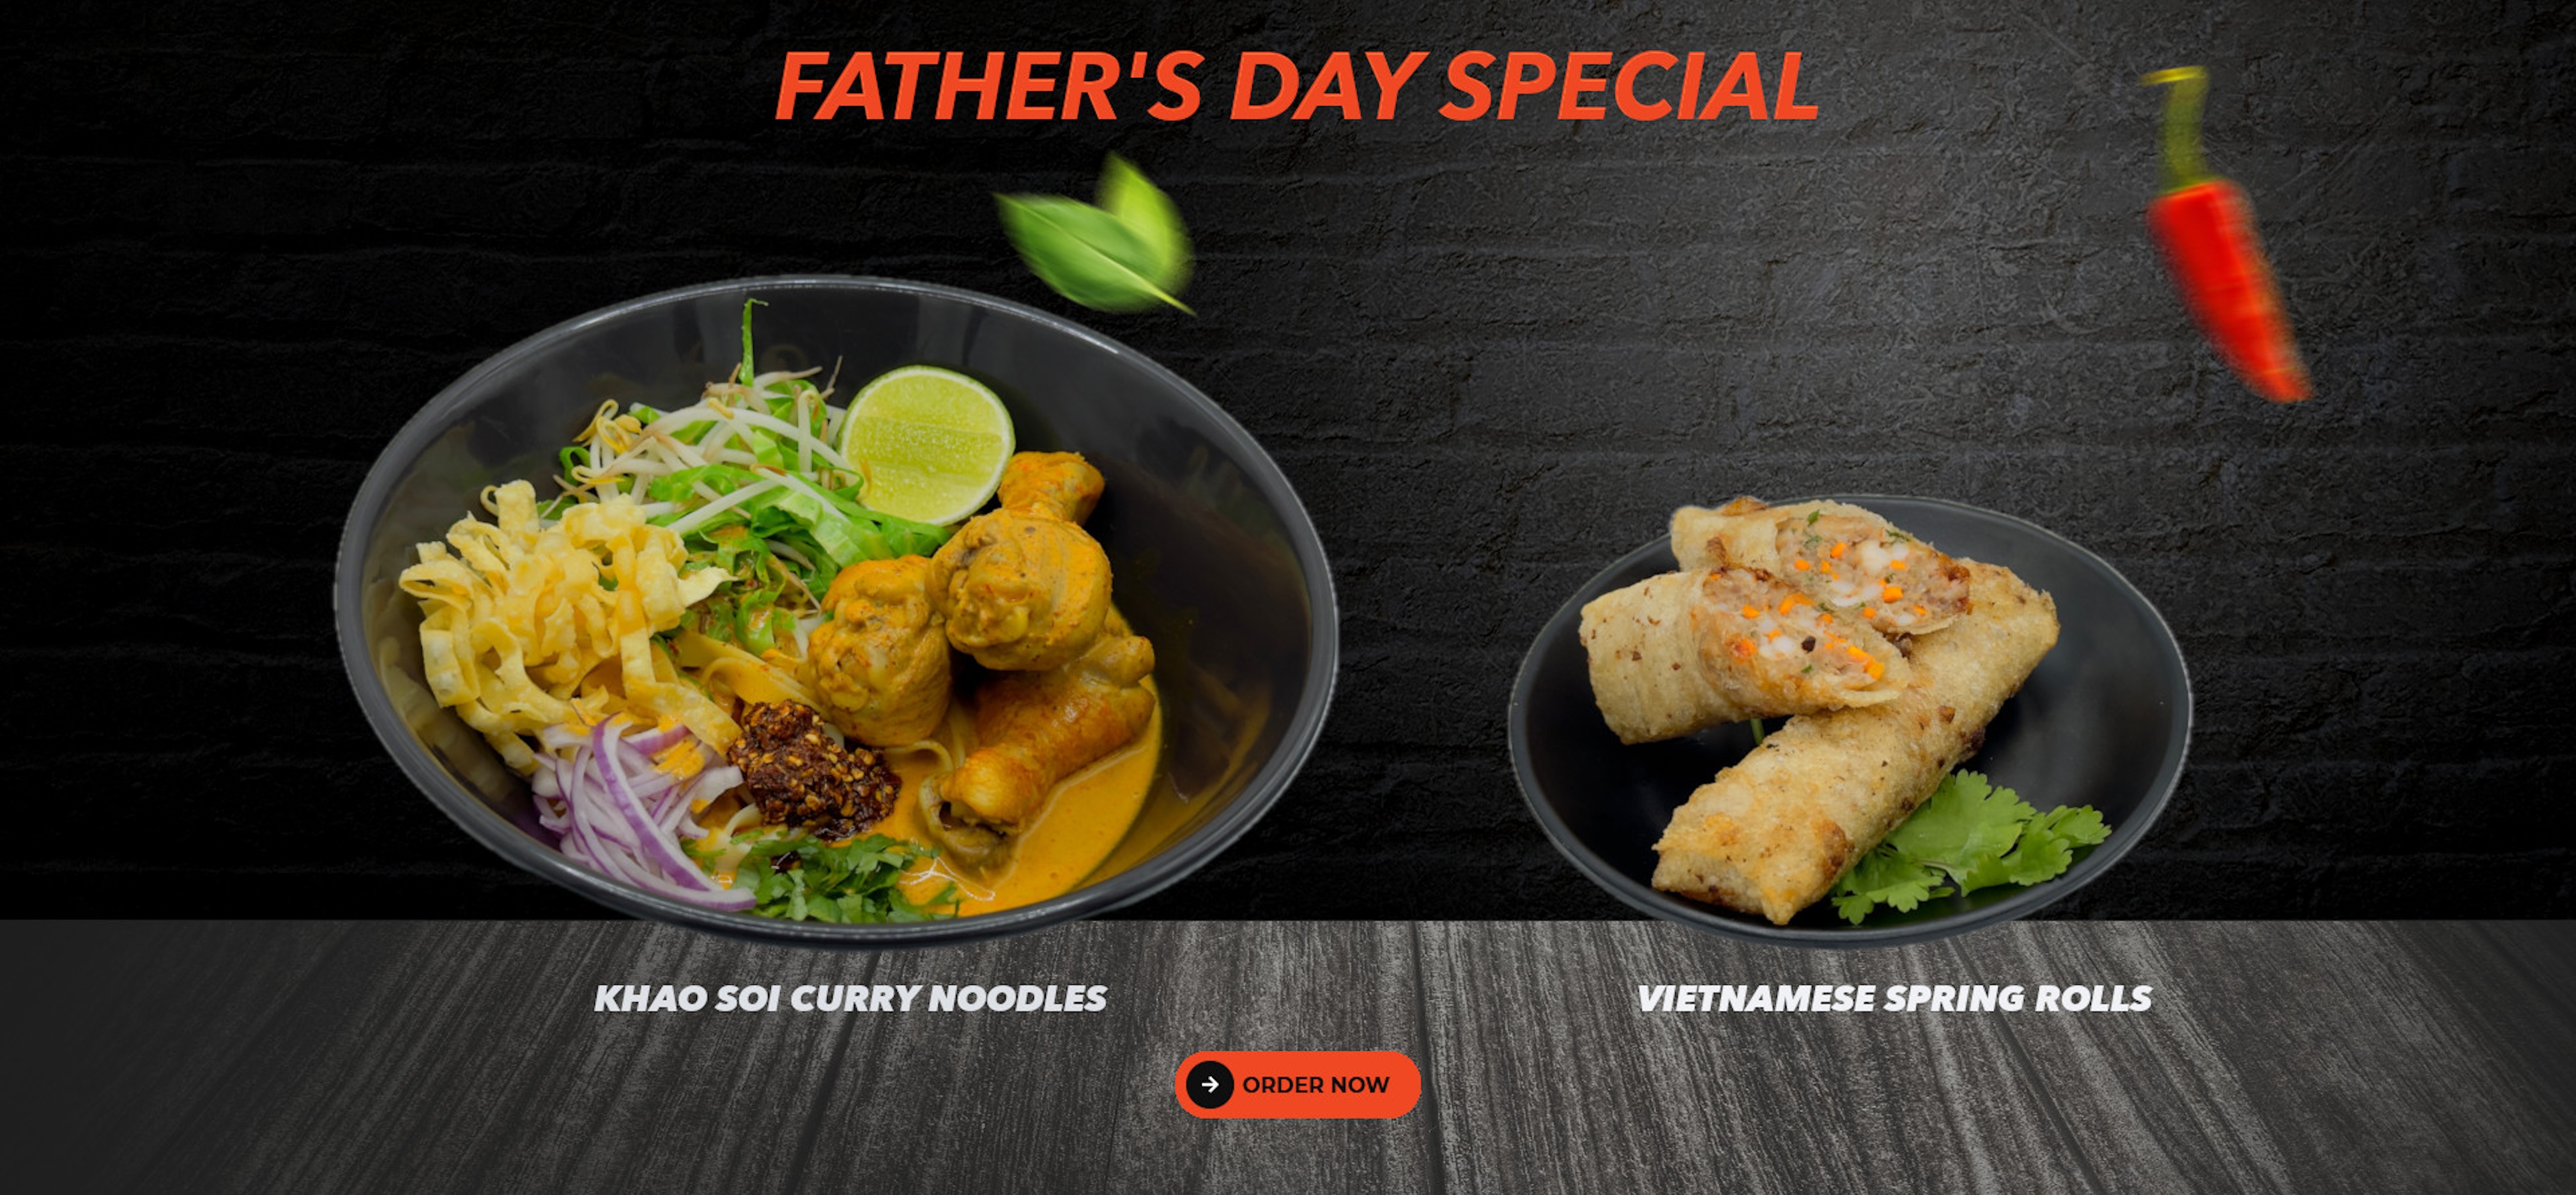 FATHER'S DAY SPECIAL
KHAO SOI CURRY NOODLES
VIETNAMESE SPRING ROLLS
ORDER NOW